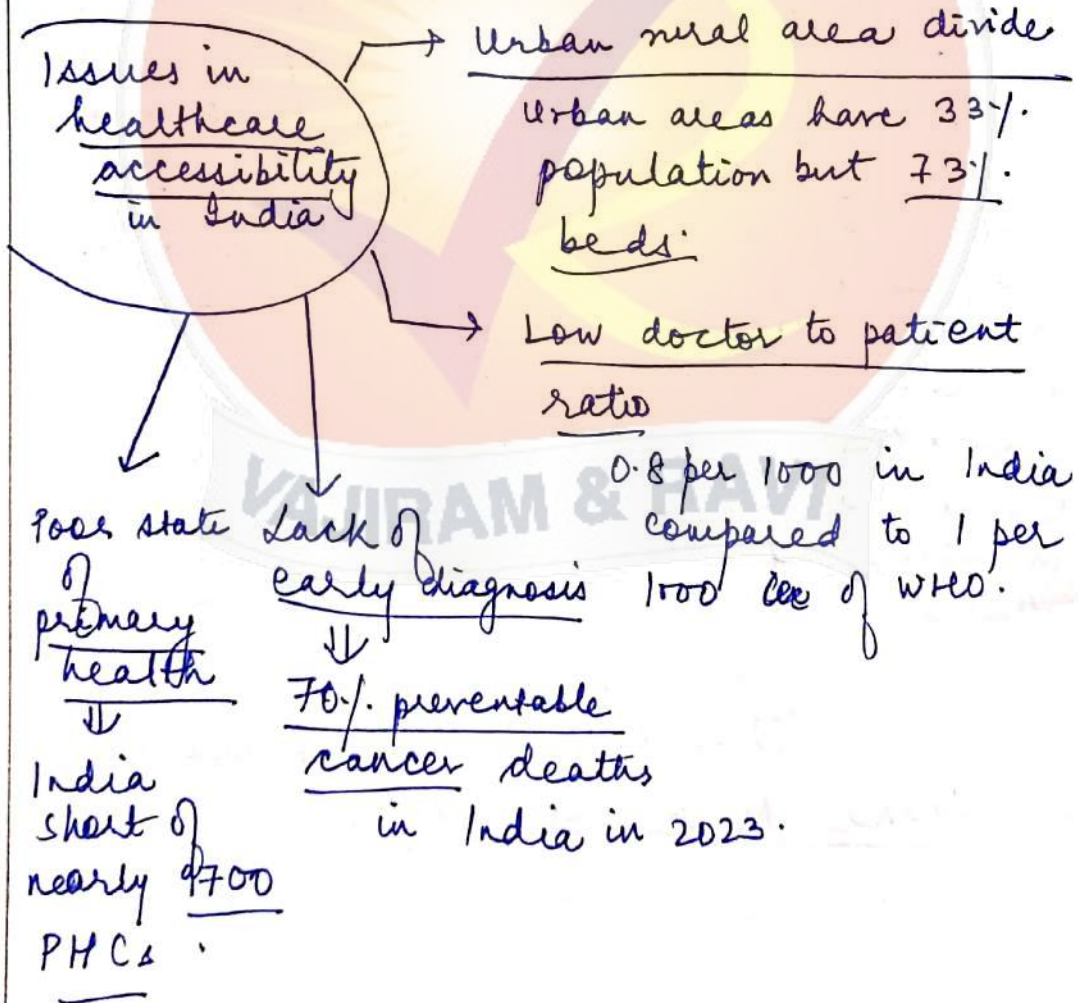 Issues in
healthcare
accessibility
in India
Urban rural area divide
Urban areas have 33%.
population but 73%.
beds.
Low doctor to patient
ratio
0.8 per 1000 in India
compared to 1 per
1000 of WHO.
Poor state
of
primary
health
⇓
India
short of
nearly 9700
PHCs.
Lack of
early diagnosis
⇓
70%. preventable
cancer deaths
in India in 2023.
VAJIRAM & RAVI